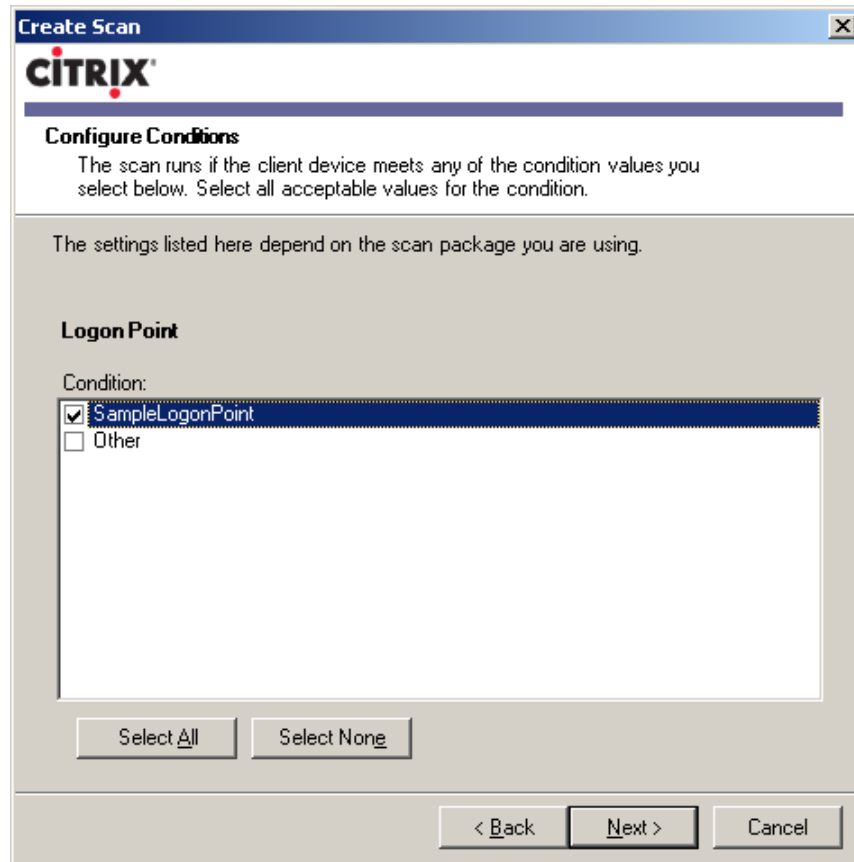 Create Scan
CİTRIX
Configure Conditions
The scan runs if the client device meets any of the condition values you
select below. Select all acceptable values for the condition.
The settings listed here depend on the scan package you are using.
Logon Point
Condition:
SampleLogonPoint
Other
Select All
Select None
< Back
Next >
Cancel